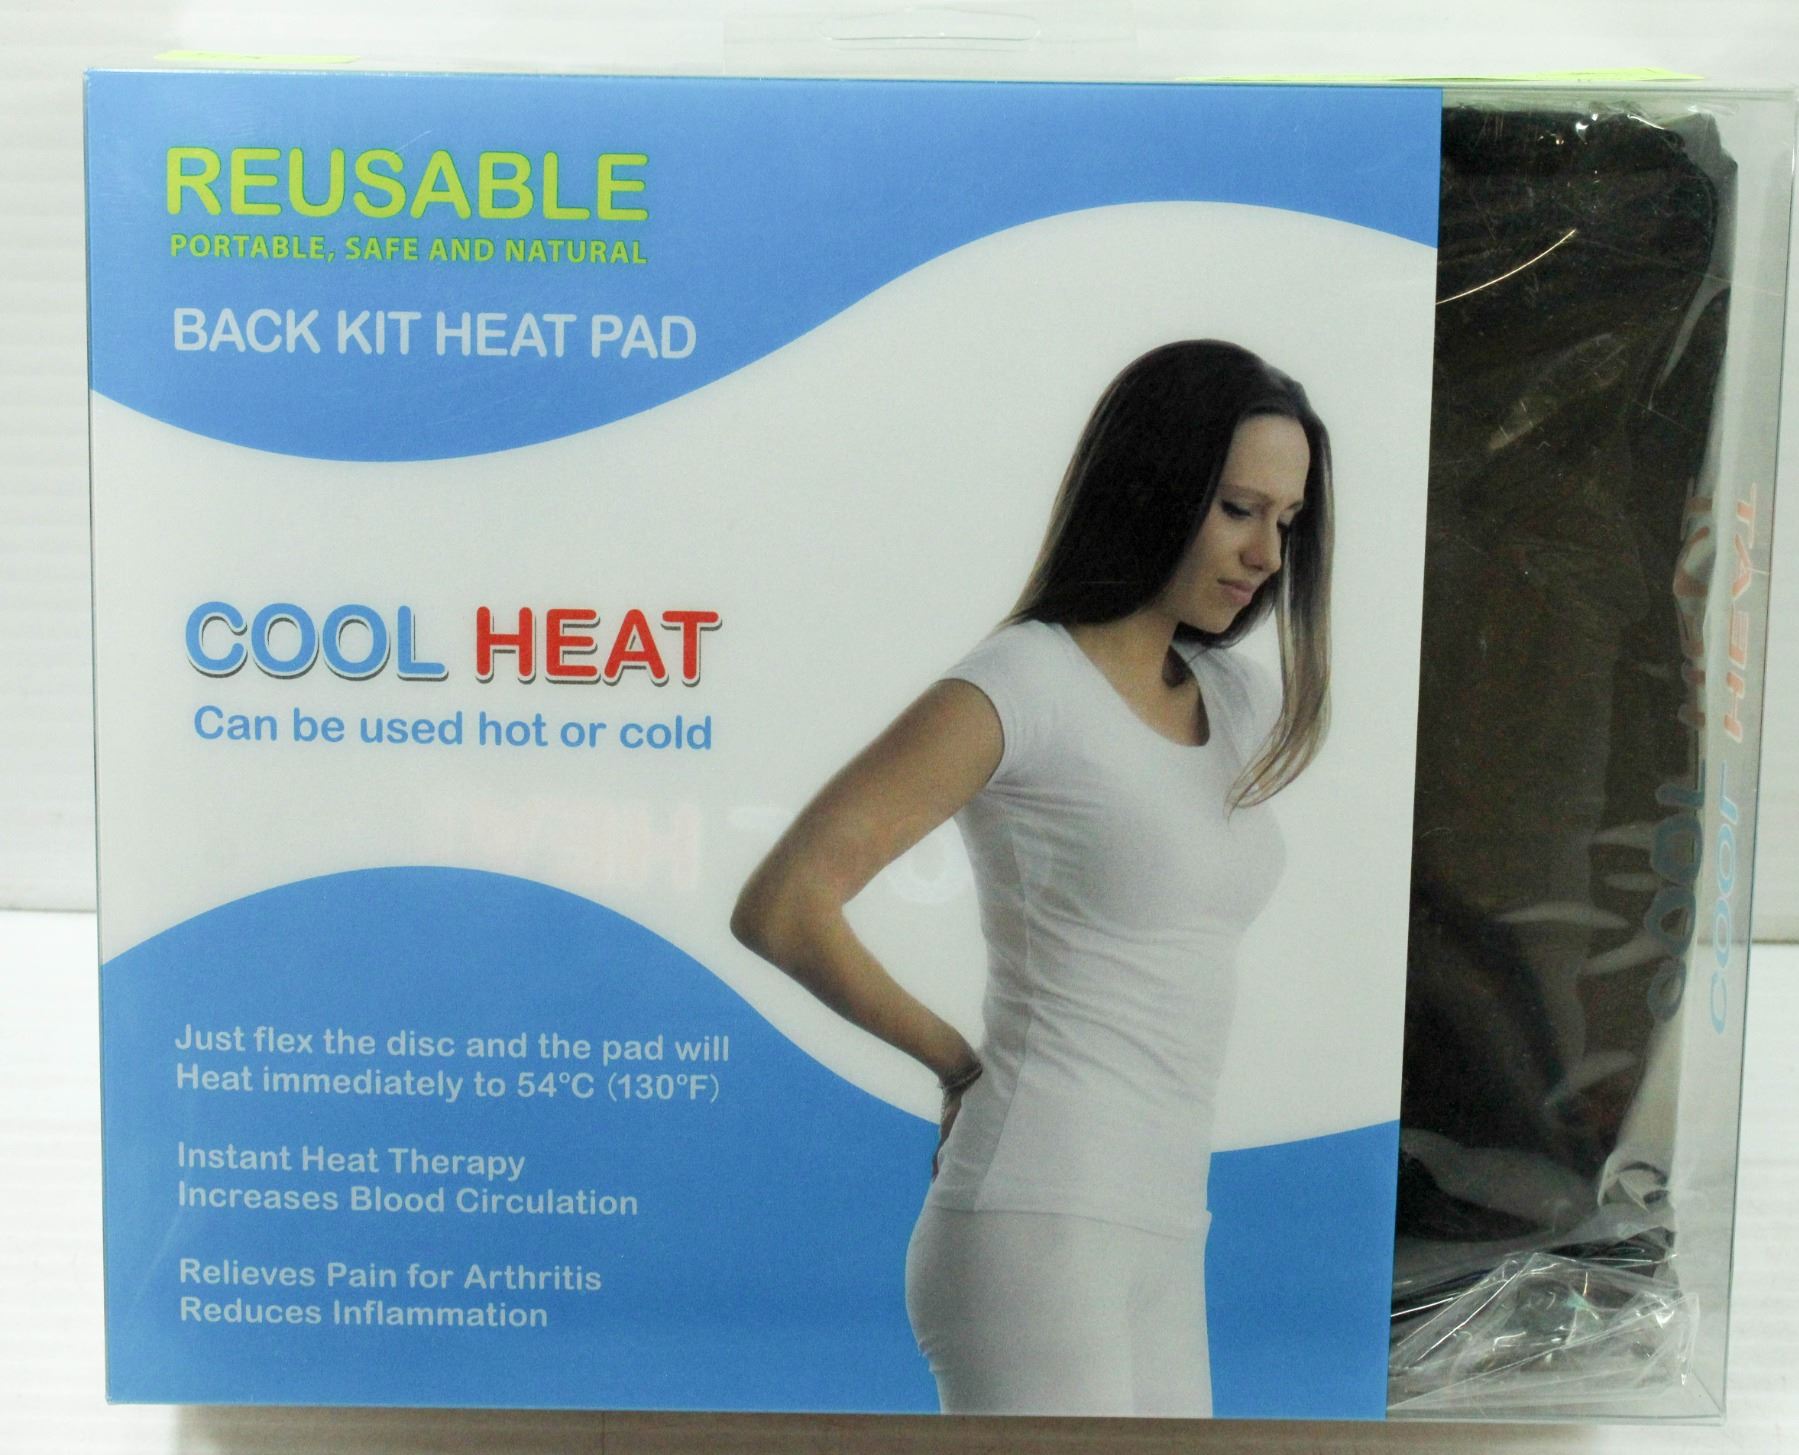 REUSABLE
PORTABLE, SAFE AND NATURAL
BACK KIT HEAT PAD
COOL HEAT
Can be used hot or cold
Just flex the disc and the pad will
Heat immediately to 54°C (130°F)
Instant Heat Therapy
Increases Blood Circulation
Relieves Pain for Arthritis
Reduces Inflammation
COOL HEAT